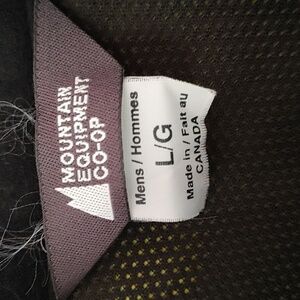 MOUNTAIN
EQUIPMENT
CO-OP
Mens / Hommes
L/G
Made in / Fait au
CANADA